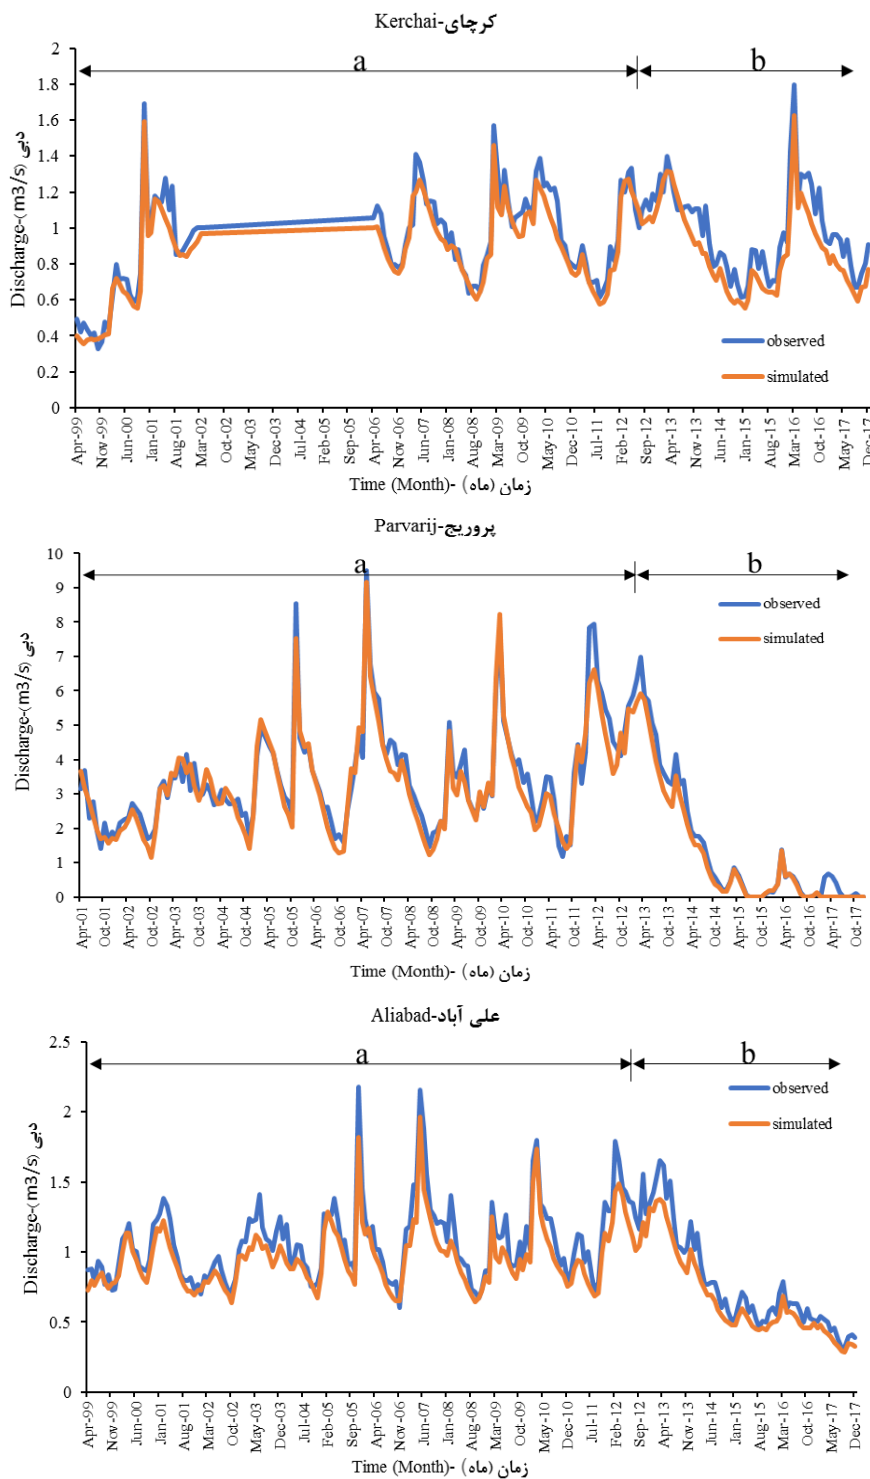 Kerchai-کرچای
a
b
Discharge-(m3/s) دبی
2
1.8
1.6
1.4
1.2
1
0.8
0.6
0.4
0.2
0
observed
simulated
Apr-99 Nov-99 Jun-00 Jan-01 Aug-01 Mar-02 Oct-02 May-03 Dec-03 Jul-04 Feb-05 Sep-05 Apr-06 Nov-06 Jun-07 Jan-08 Aug-08 Mar-09 Oct-09 May-10 Dec-10 Jul-11 Feb-12 Sep-12 Apr-13 Nov-13 Jun-14 Jan-15 Aug-15 Mar-16 Oct-16 May-17 Dec-17
Time (Month)- زمان (ماه)
Parvarij-پروریج
a
b
Discharge-(m3/s) دبی
10
9
8
7
6
5
4
3
2
1
0
observed
simulated
Apr-01 Oct-01 Apr-02 Oct-02 Apr-03 Oct-03 Apr-04 Oct-04 Apr-05 Oct-05 Apr-06 Oct-06 Apr-07 Oct-07 Apr-08 Oct-08 Apr-09 Oct-09 Apr-10 Oct-10 Apr-11 Oct-11 Apr-12 Oct-12 Apr-13 Oct-13 Apr-14 Oct-14 Apr-15 Oct-15 Apr-16 Oct-16 Apr-17 Oct-17
Time (Month)- زمان (ماه)
Aliabad-علی آباد
a
b
Discharge-(m3/s) دبی
2.5
2
1.5
1
0.5
0
observed
simulated
Apr-99 Nov-99 Jun-00 Jan-01 Aug-01 Mar-02 Oct-02 May-03 Dec-03 Jul-04 Feb-05 Sep-05 Apr-06 Nov-06 Jun-07 Jan-08 Aug-08 Mar-09 Oct-09 May-10 Dec-10 Jul-11 Feb-12 Sep-12 Apr-13 Nov-13 Jun-14 Jan-15 Aug-15 Mar-16 Oct-16 May-17 Dec-17
Time (Month)- زمان (ماه)